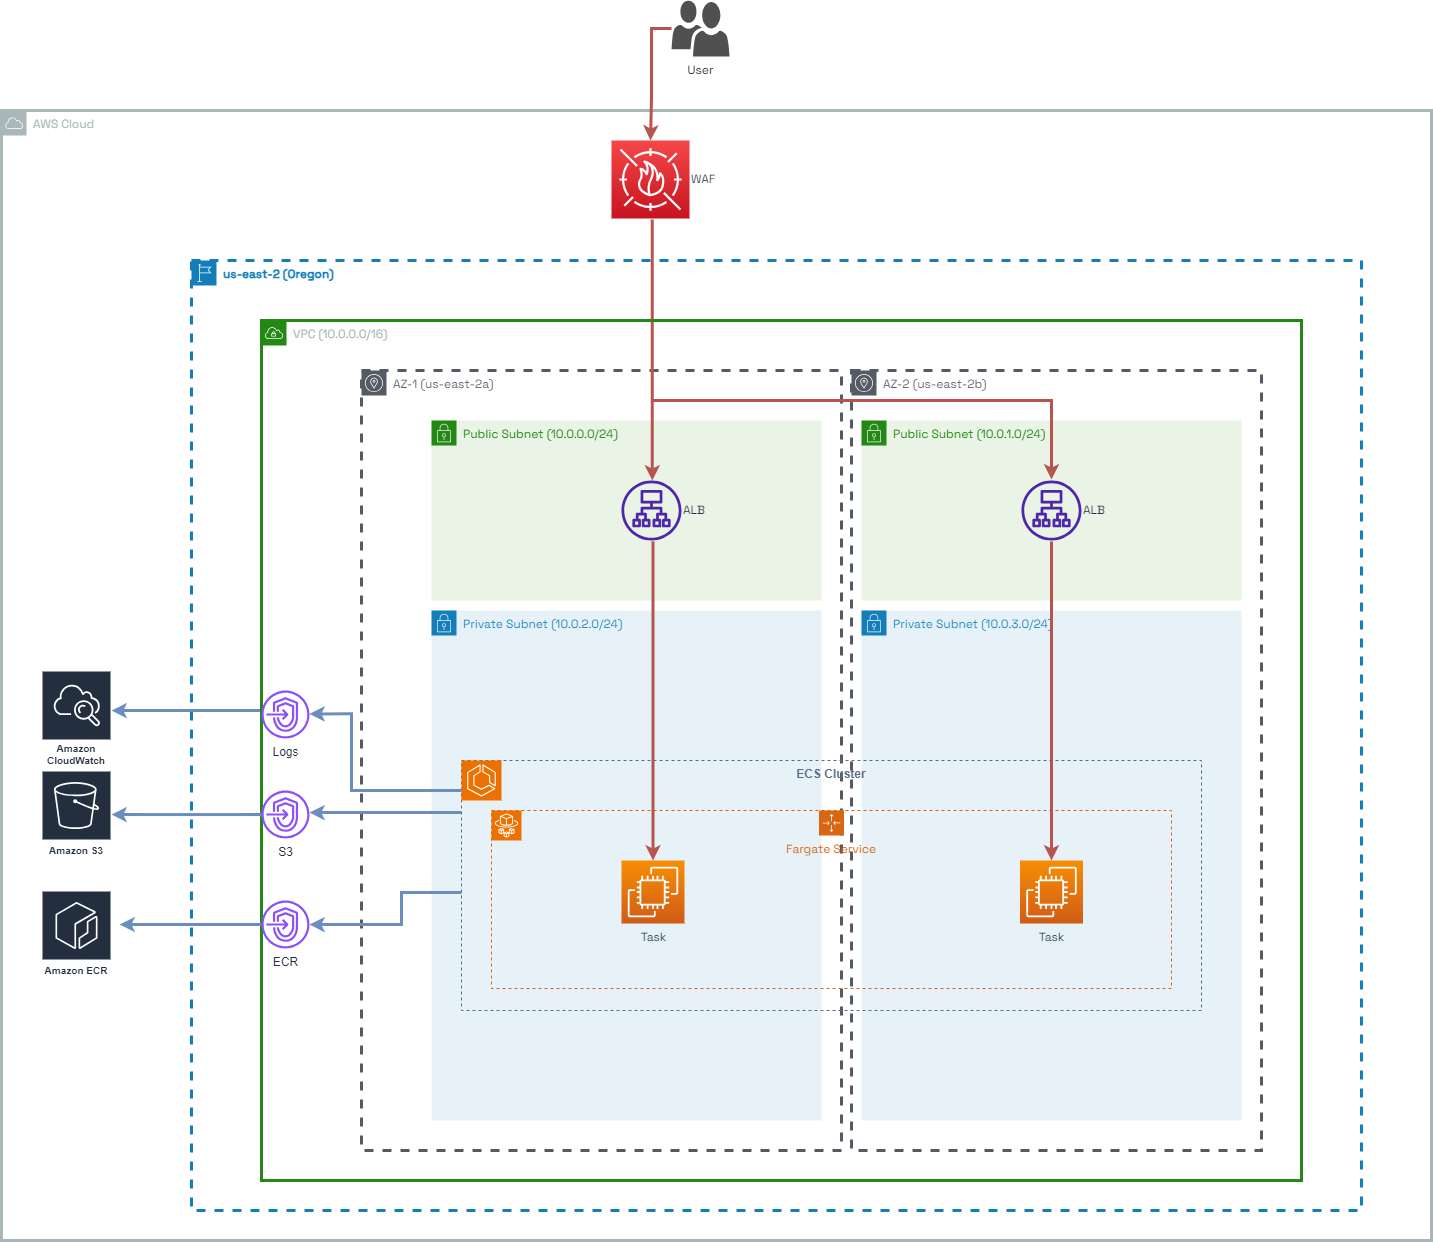 User
AWS Cloud
WAF
us-east-2 (Oregon)
VPC (10.0.0.0/16)
AZ-1 (us-east-2a)
AZ-2 (us-east-2b)
Public Subnet (10.0.0.0/24)
Public Subnet (10.0.1.0/24)
ALB
ALB
Private Subnet (10.0.2.0/24)
Private Subnet (10.0.3.0/24)
Amazon
CloudWatch
Logs
ECS Cluster
Amazon S3
S3
Fargate Service
Task
Task
Amazon ECR
ECR